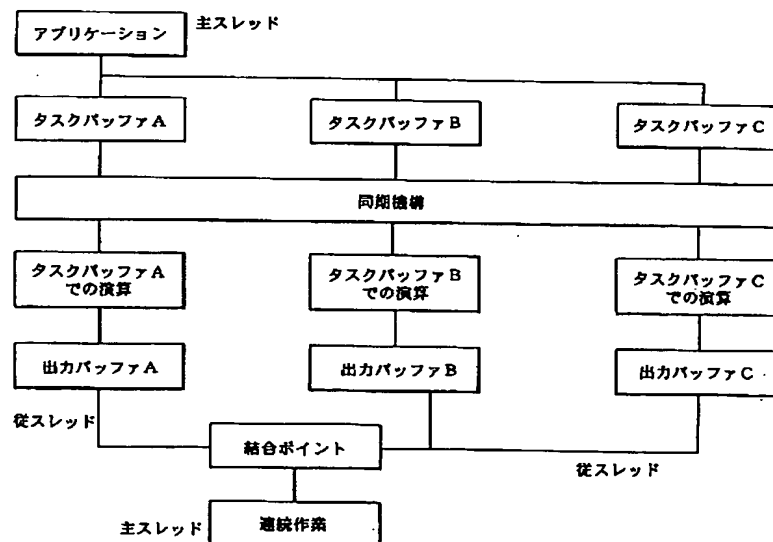 アプリケーション
主スレッド
タスクバッファA
タスクバッファB
タスクバッファC
同期機構
タスクバッファA
での演算
タスクバッファB
での演算
タスクバッファC
での演算
出力バッファA
出力バッファB
出力バッファC
従スレッド
結合ポイント
従スレッド
主スレッド
連続作業